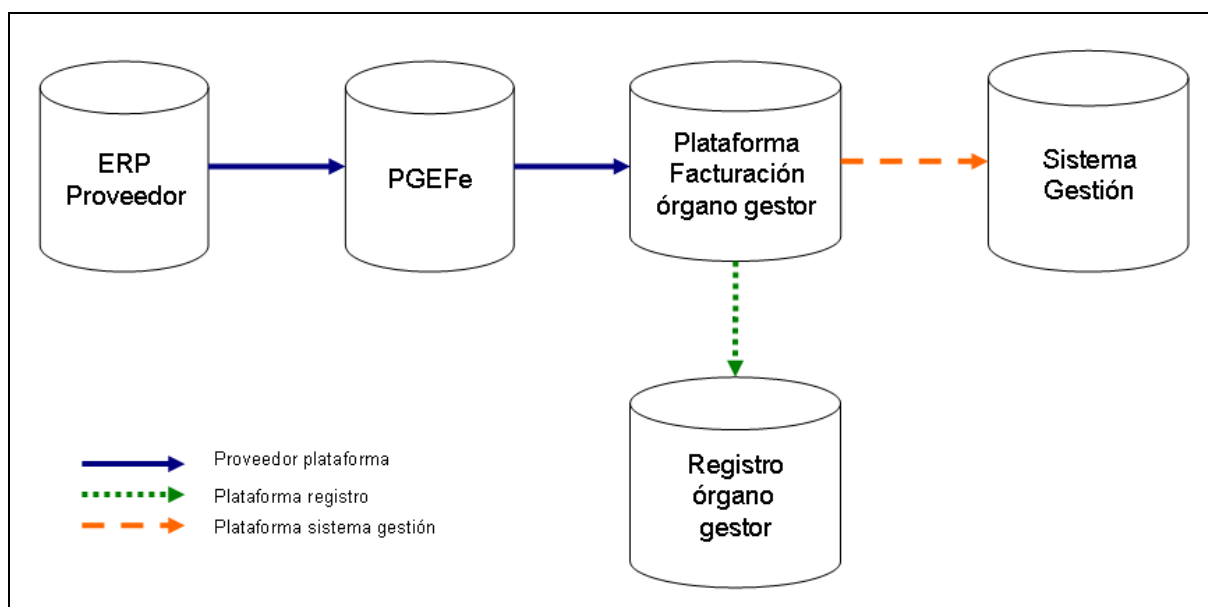 ERP
Proveedor
PGEFe
Plataforma
Facturación
órgano gestor
Sistema
Gestión
Registro
órgano
gestor
Proveedor plataforma
Plataforma registro
Plataforma sistema gestión